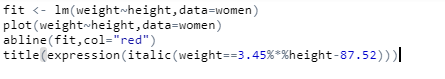 fit <- lm(weight~height,data=women)
plot(weight~height,data=women)
abline(fit,col="red")
title(expression(italic(weight==3.45%*%height-87.52)))